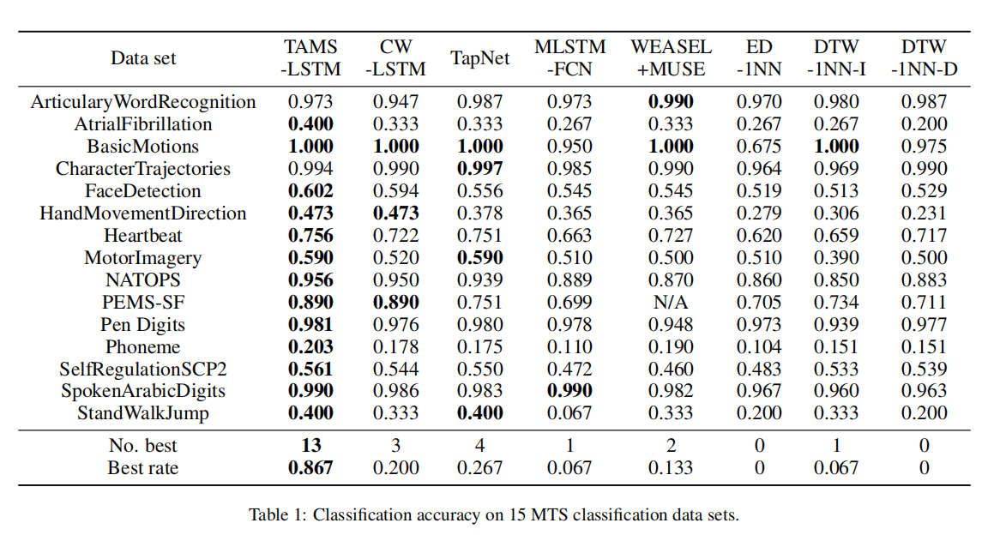 Data set TAMS -LSTM CW -LSTM TapNet MLSTM -FCN WEASEL +MUSE ED -1NN DTW -1NN-I DTW -1NN-D
ArticularyWordRecognition 0.973 0.947 0.987 0.973 0.990 0.970 0.980 0.987
AtrialFibrillation 0.400 0.333 0.333 0.267 0.333 0.267 0.267 0.200
BasicMotions 1.000 1.000 1.000 0.950 1.000 0.675 1.000 0.975
CharacterTrajectories 0.994 0.990 0.997 0.985 0.990 0.964 0.969 0.990
FaceDetection 0.602 0.594 0.556 0.545 0.545 0.519 0.513 0.529
HandMovementDirection 0.473 0.473 0.378 0.365 0.365 0.279 0.306 0.231
Heartbeat 0.756 0.722 0.751 0.663 0.727 0.620 0.659 0.717
MotorImagery 0.590 0.520 0.590 0.510 0.500 0.510 0.390 0.500
NATOPS 0.956 0.950 0.939 0.889 0.870 0.860 0.850 0.883
PEMS-SF 0.890 0.890 0.751 0.699 N/A 0.705 0.734 0.711
Pen Digits 0.981 0.976 0.980 0.978 0.948 0.973 0.939 0.977
Phoneme 0.203 0.178 0.175 0.110 0.190 0.104 0.151 0.151
SelfRegulationSCP2 0.561 0.544 0.550 0.472 0.460 0.483 0.533 0.539
SpokenArabicDigits 0.990 0.986 0.983 0.990 0.982 0.967 0.960 0.963
StandWalkJump 0.400 0.333 0.400 0.067 0.333 0.200 0.333 0.200
No. best 13 3 4 1 2 0 1 0
Best rate 0.867 0.200 0.267 0.067 0.133 0 0.067 0
Table 1: Classification accuracy on 15 MTS classification data sets.